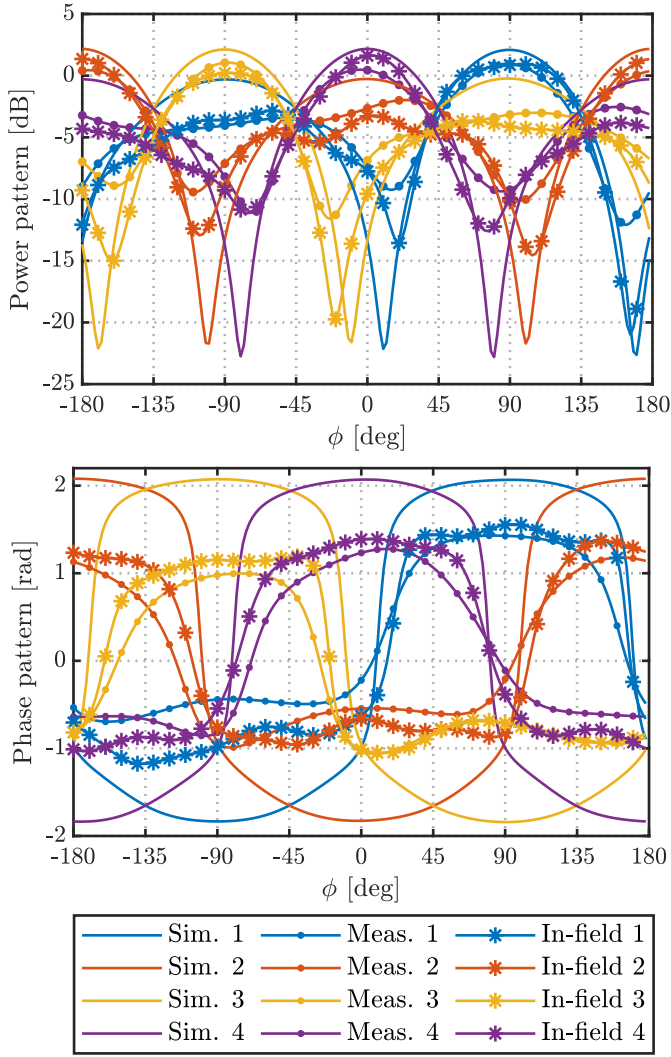 5
0
-5
-10
-15
-20
-25
Power pattern [dB]
-180 -135 -90 -45 0 45 90 135 180
ϕ [deg]
2
1
0
-1
-2
Phase pattern [rad]
-180 -135 -90 -45 0 45 90 135 180
ϕ [deg]
Sim. 1 Meas. 1 In-field 1
Sim. 2 Meas. 2 In-field 2
Sim. 3 Meas. 3 In-field 3
Sim. 4 Meas. 4 In-field 4